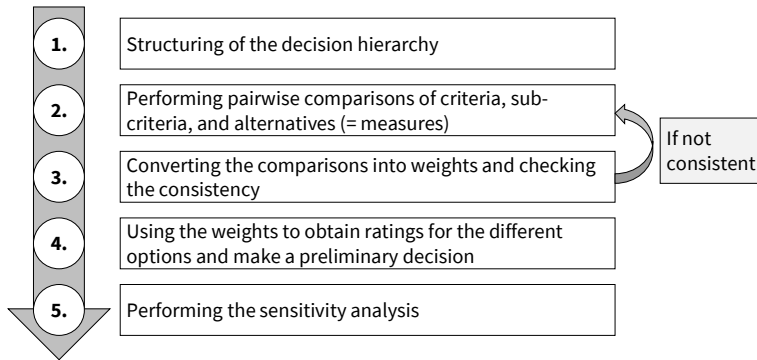 1.
Structuring of the decision hierarchy
2.
Performing pairwise comparisons of criteria, sub-
criteria, and alternatives (= measures)
If not
consistent
3.
Converting the comparisons into weights and checking
the consistency
4.
Using the weights to obtain ratings for the different
options and make a preliminary decision
5.
Performing the sensitivity analysis